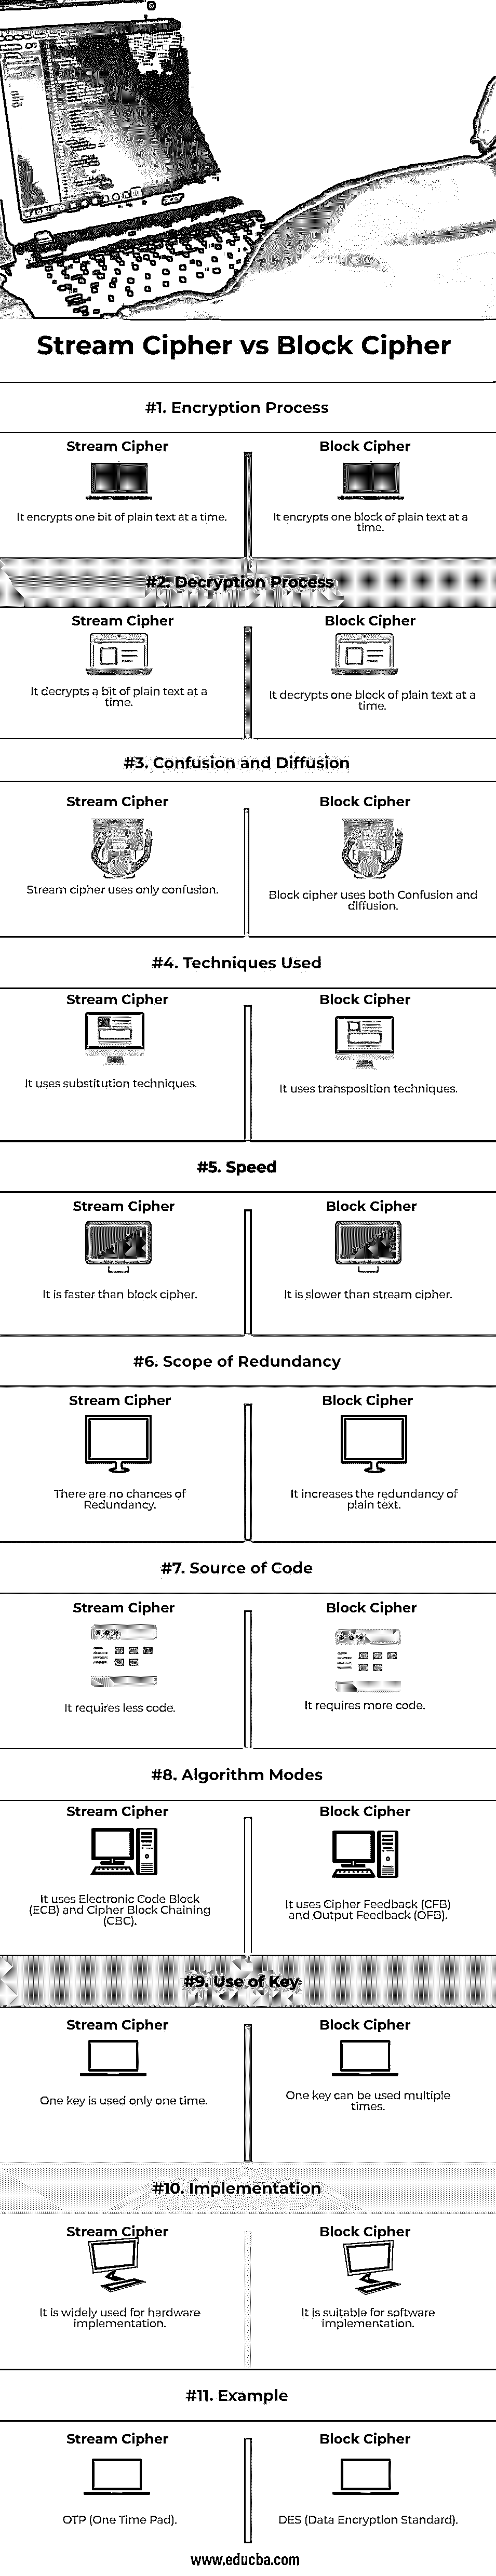 Stream Cipher vs Block Cipher
#1. Encryption Process
Stream Cipher
Block Cipher
It encrypts one bit of plain text at a time.
It encrypts one block of plain text at a
time.
#2. Decryption Process
Stream Cipher
Block Cipher
It decrypts a bit of plain text at a
time.
It decrypts one block of plain text at a
time.
#3. Confusion and Diffusion
Stream Cipher
Block Cipher
Stream cipher uses only confusion.
Block cipher uses both Confusion and
diffusion.
#4. Techniques Used
Stream Cipher
Block Cipher
It uses substitution techniques.
It uses transposition techniques.
#5. Speed
Stream Cipher
Block Cipher
It is faster than block cipher.
It is slower than stream cipher.
#6. Scope of Redundancy
Stream Cipher
Block Cipher
There are no chances of
Redundancy.
It increases the redundancy of
plain text.
#7. Source of Code
Stream Cipher
Block Cipher
It requires less code.
It requires more code.
#8. Algorithm Modes
Stream Cipher
Block Cipher
It uses Electronic Code Block
(ECB) and Cipher Block Chaining
(CBC).
It uses Cipher Feedback (CFB)
and Output Feedback (OFB).
#9. Use of Key
Stream Cipher
Block Cipher
One key is used only one time.
One key can be used multiple
times.
#10. Implementation
Stream Cipher
Block Cipher
It is widely used for hardware
implementation.
It is suitable for software
implementation.
#11. Example
Stream Cipher
Block Cipher
OTP (One Time Pad).
DES (Data Encryption Standard).
www.educba.com